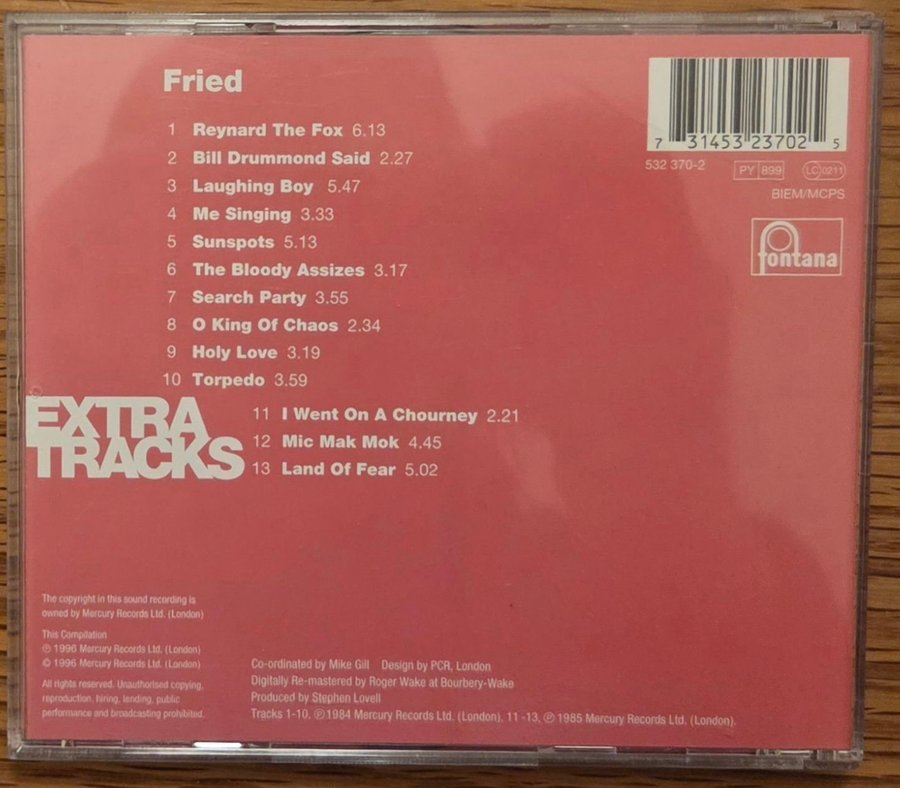 Fried
1 Reynard The Fox 6.13
2 Bill Drummond Said 2.27
3 Laughing Boy 5.47
4 Me Singing 3.33
5 Sunspots 5.13
6 The Bloody Assizes 3.17
7 Search Party 3.55
8 O King Of Chaos 2.34
9 Holy Love 3.19
10 Torpedo 3.59
EXTRA
TRACKS
11 I Went On A Chourney 2.21
12 Mic Mak Mok 4.45
13 Land Of Fear 5.02
7 31453 23702 5
532 370-2 PY 899 LC 0211
BIEM/MCPS
fontana
The copyright in this sound recording is
owned by Mercury Records Ltd. (London)
This Compilation
℗ 1996 Mercury Records Ltd. (London)
© 1996 Mercury Records Ltd. (London)
All rights reserved. Unauthorised copying,
reproduction, hiring, lending, public
performance and broadcasting prohibited.
Co-ordinated by Mike Gill Design by PCR, London
Digitally Re-mastered by Roger Wake at Bourbery-Wake
Produced by Stephen Lovell
Tracks 1-10, ℗1984 Mercury Records Ltd. (London). 11 -13, ℗1985 Mercury Records Ltd. (London).